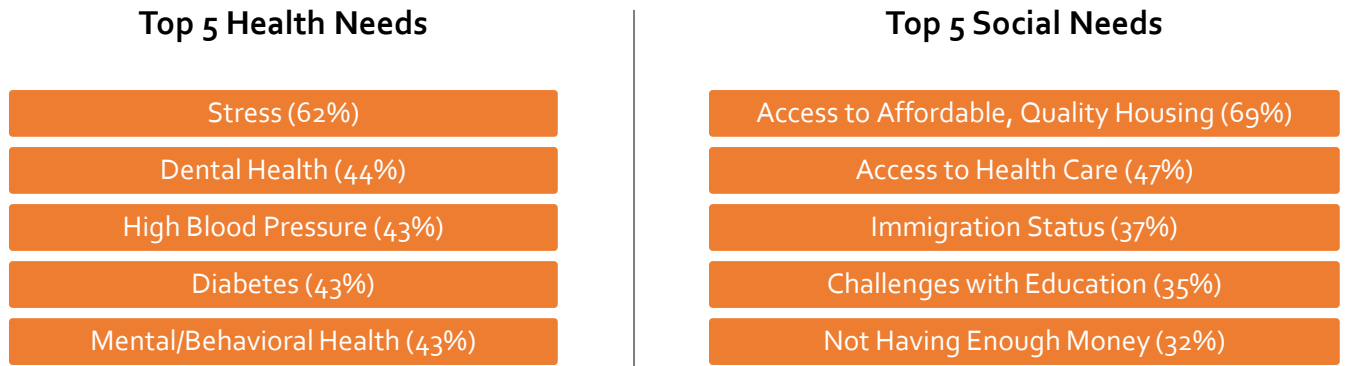 Top 5 Health Needs
Stress (62%)
Dental Health (44%)
High Blood Pressure (43%)
Diabetes (43%)
Mental/Behavioral Health (43%)
Top 5 Social Needs
Access to Affordable, Quality Housing (69%)
Access to Health Care (47%)
Immigration Status (37%)
Challenges with Education (35%)
Not Having Enough Money (32%)